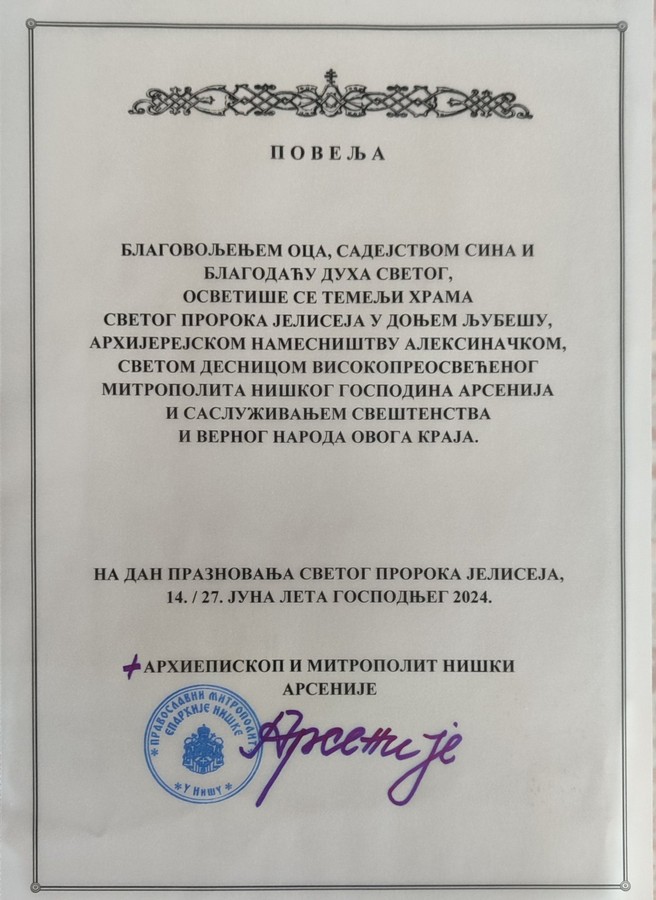 ПОВЕЉА
БЛАГОВОЉЕЊЕМ ОЦА, САДЕЈСТВОМ СИНА И
БЛАГОДАЋУ ДУХА СВЕТОГ,
ОСВЕТИШЕ СЕ ТЕМЕЉИ ХРАМА
СВЕТОГ ПРОРОКА ЈЕЛИСЕЈА У ДОЊЕМ ЉУБЕШУ,
АРХИЈЕРЕЈСКОМ НАМЕСНИШТВУ АЛЕКСИНАЧКОМ,
СВЕТОМ ДЕСНИЦОМ ВИСОКОПРЕОСВЕЋЕНОГ
МИТРОПОЛИТА НИШКОГ ГОСПОДИНА АРСЕНИЈА
И САСЛУЖИВАЊЕМ СВЕШТЕНСТВА
И ВЕРНОГ НАРОДА ОВОГА КРАЈА.
НА ДАН ПРАЗНОВАЊА СВЕТОГ ПРОРОКА ЈЕЛИСЕЈА,
14. / 27. ЈУНА ЛЕТА ГОСПОДЊЕГ 2024.
+АРХИЕПИСКОП И МИТРОПОЛИТ НИШКИ
АРСЕНИЈЕ
ПРАВОСЛАВНИ МИТРОПОЛИТ
ЕПАРХИЈЕ НИШКЕ
У НИШУ
Арсеније